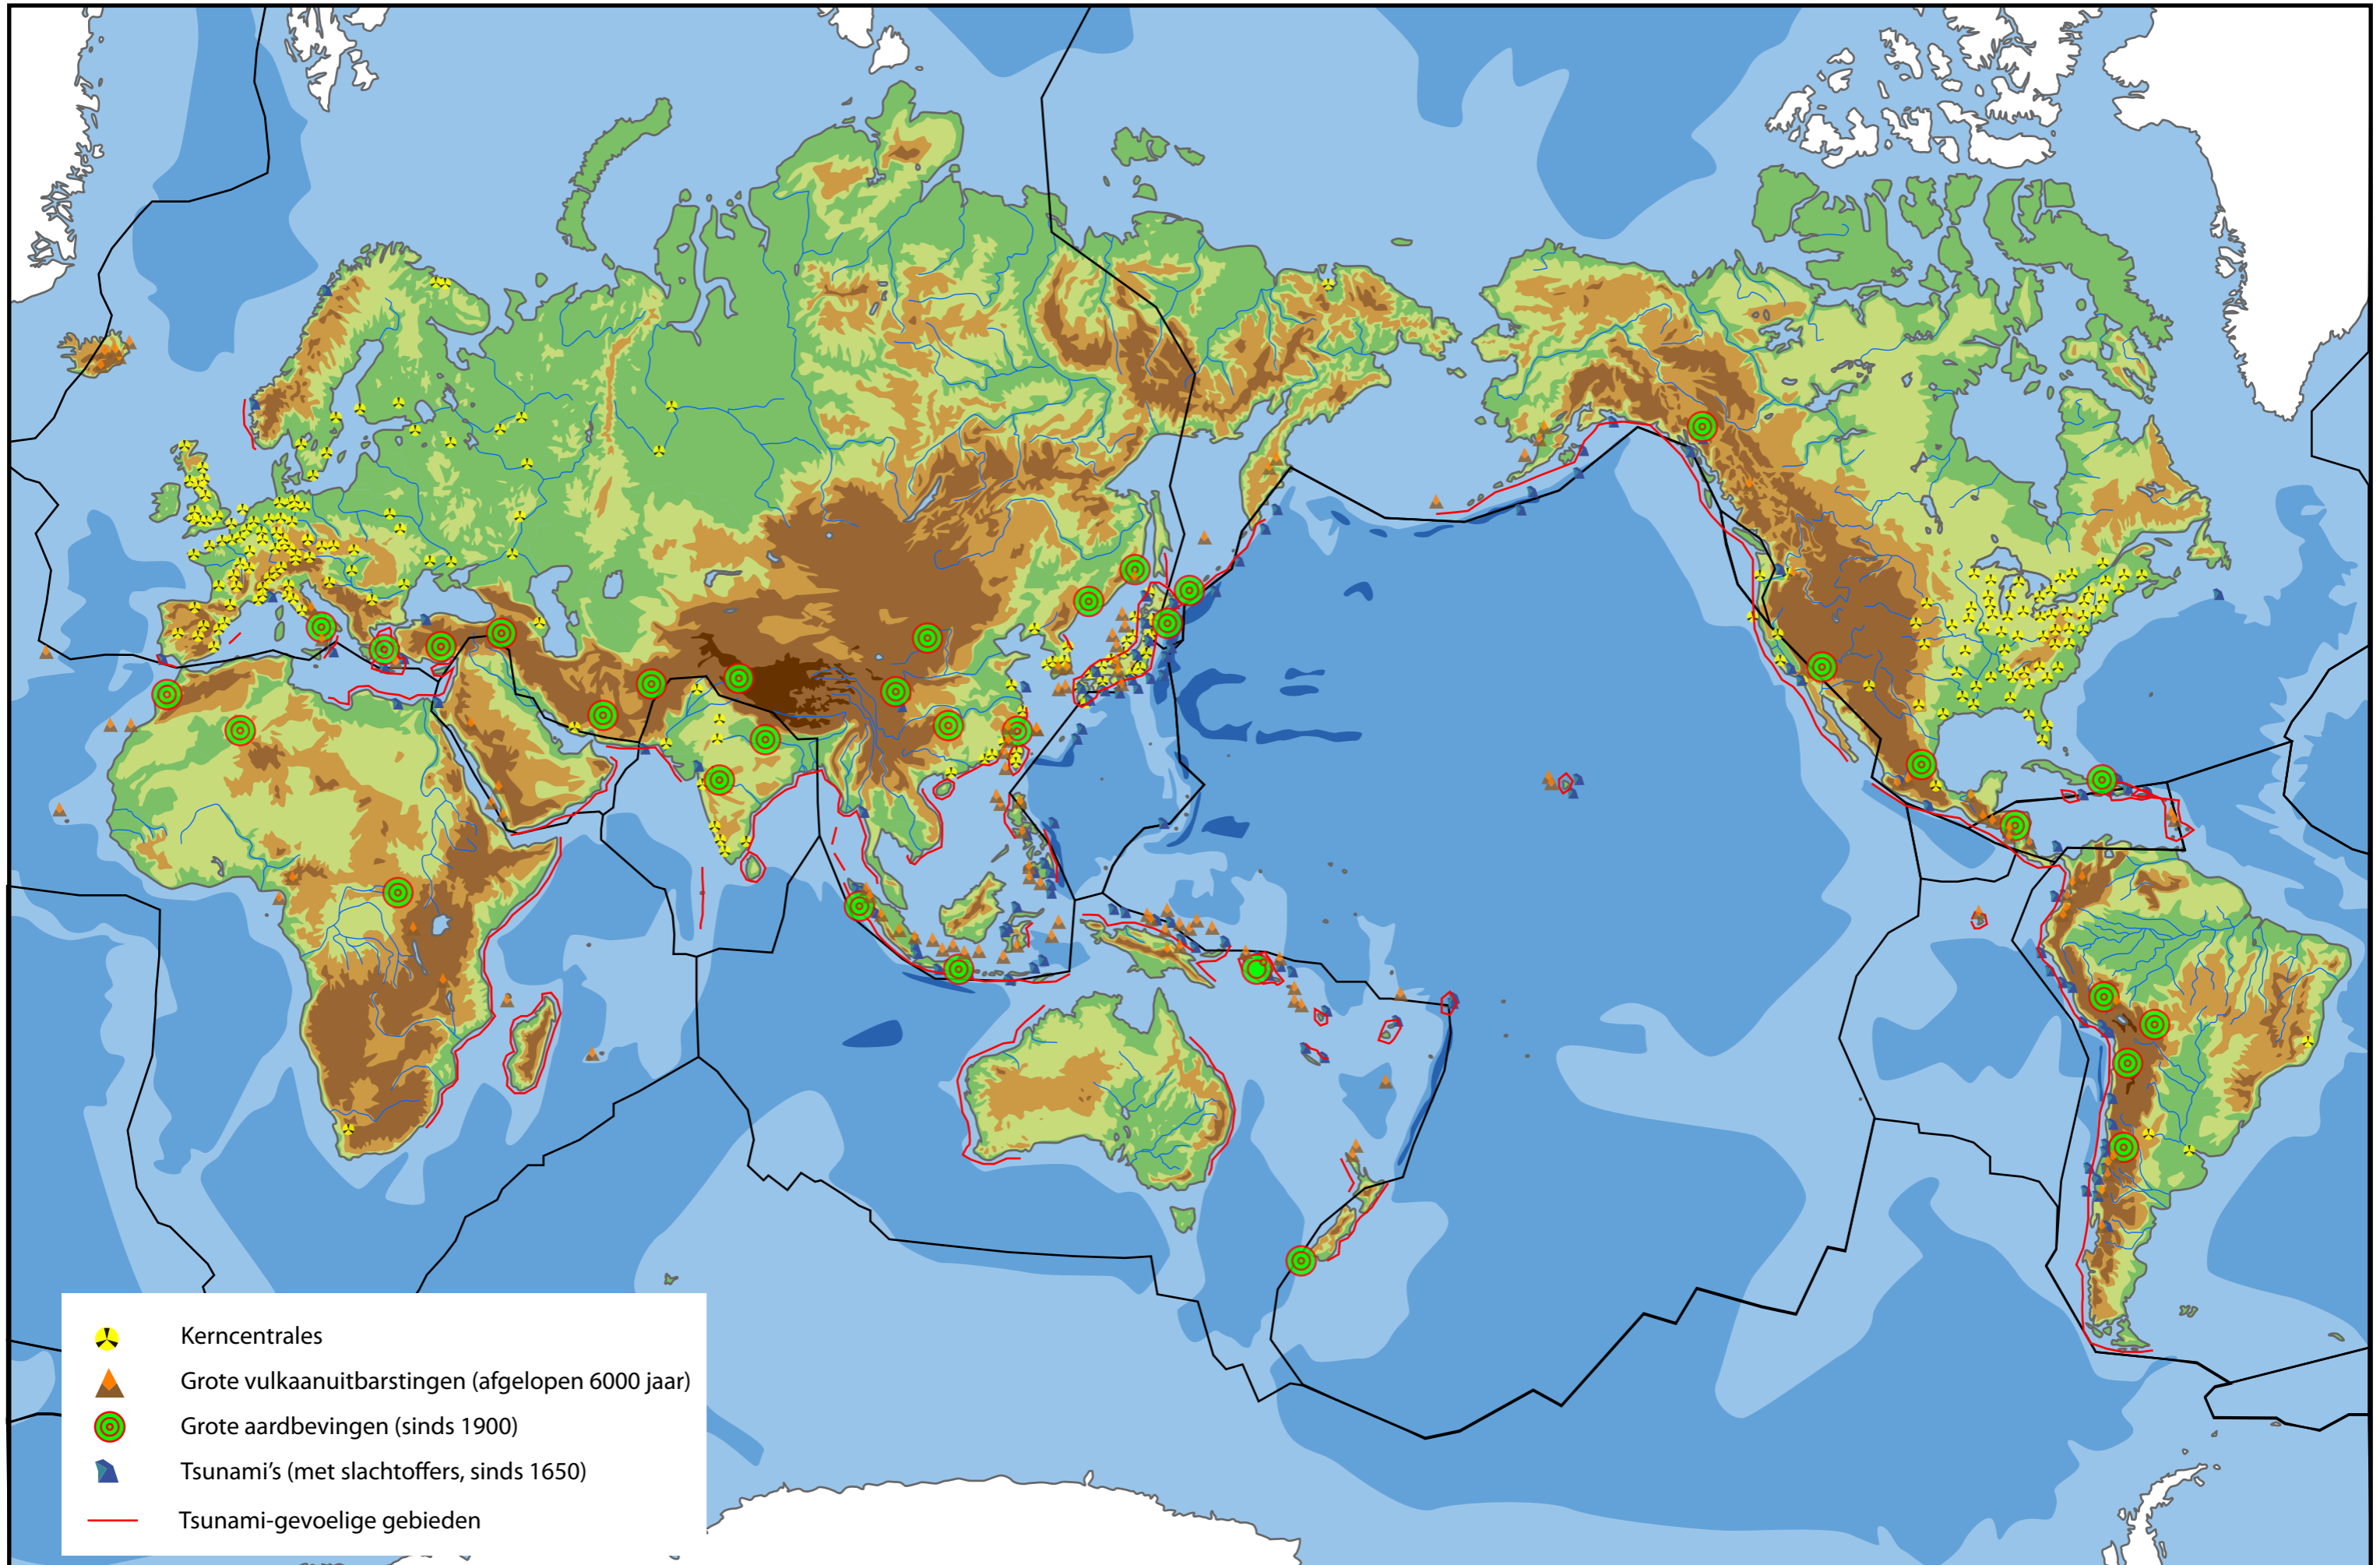 Kerncentrales
Grote vulkaanuitbarstingen (afgelopen 6000 jaar)
Grote aardbevingen (sinds 1900)
Tsunami’s (met slachtoffers, sinds 1650)
Tsunami-gevoelige gebieden